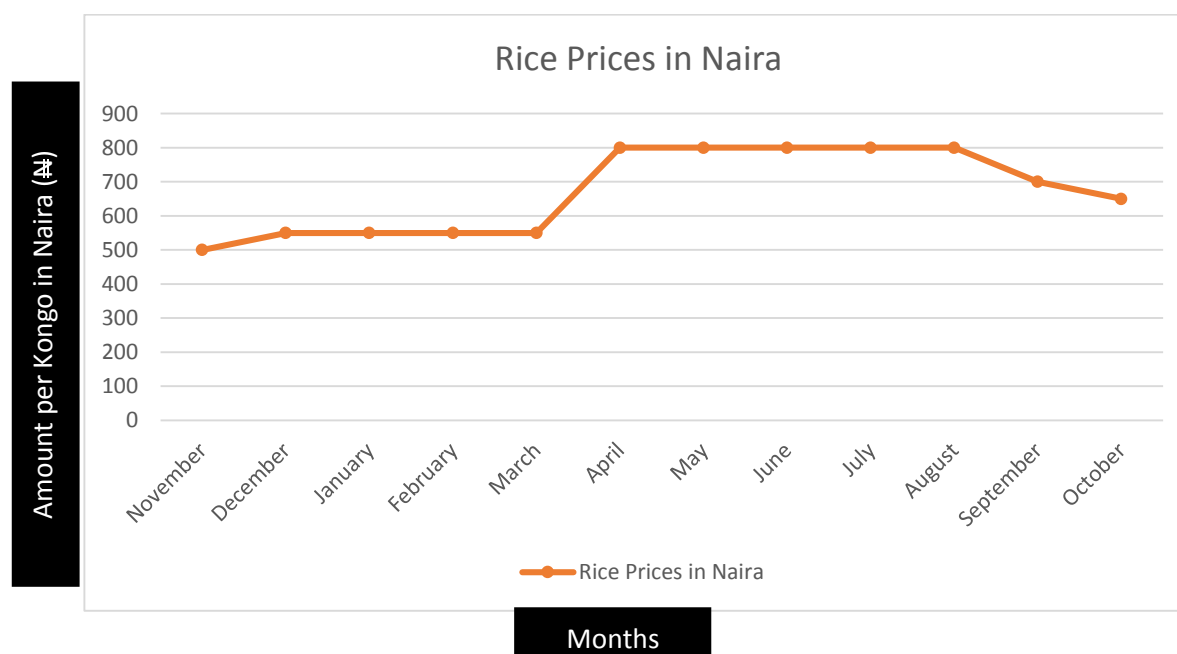 Rice Prices in Naira
Amount per Kongo in Naira (₦)
900
800
700
600
500
400
300
200
100
0
November
December
January
February
March
April
May
June
July
August
September
October
Rice Prices in Naira
Months